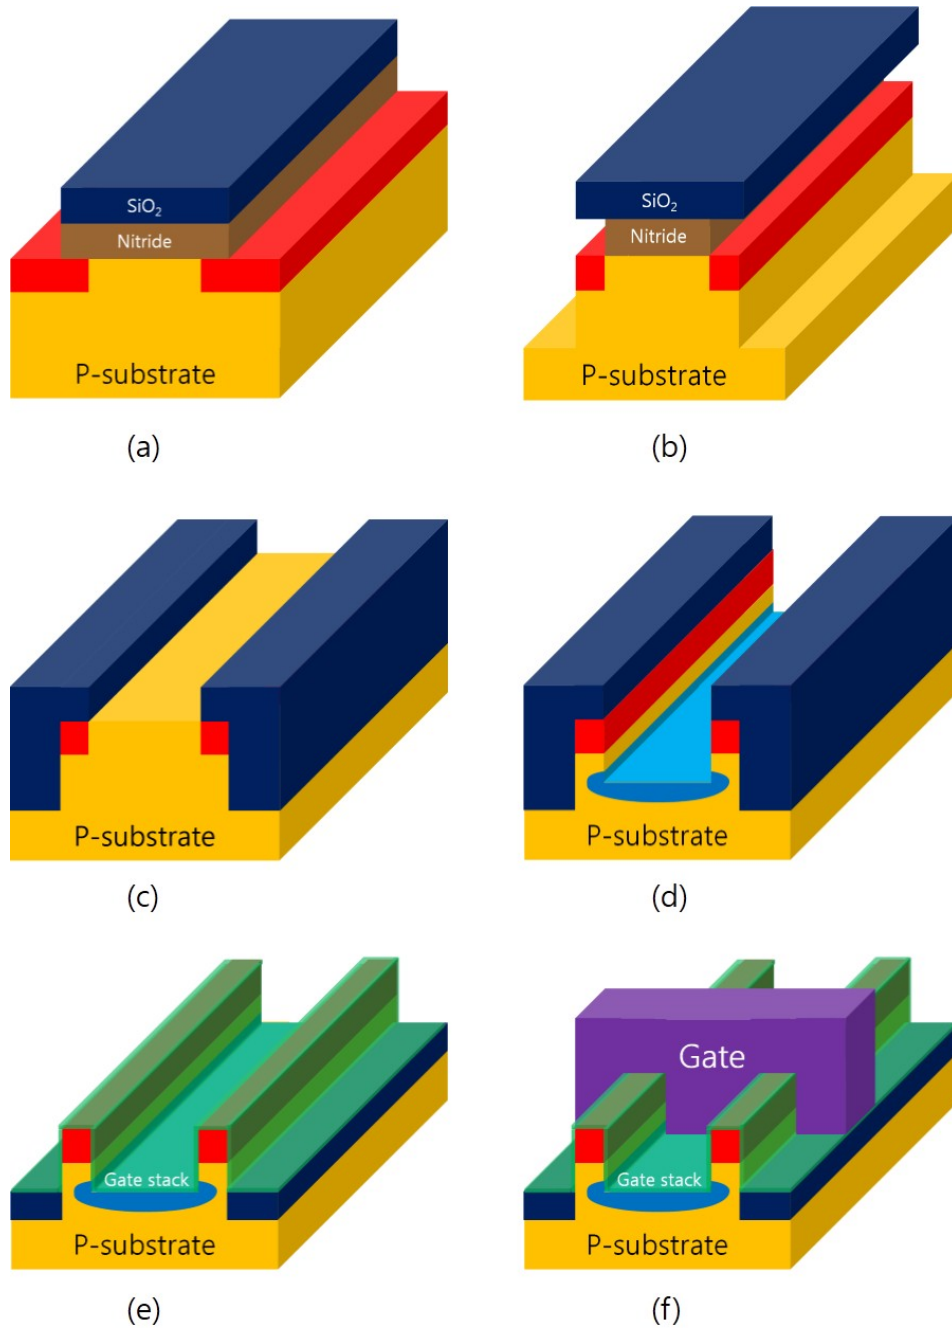 SiO₂
Nitride
P-substrate
(a)
SiO₂
Nitride
P-substrate
(b)
P-substrate
(c)
P-substrate
(d)
Gate stack
P-substrate
(e)
Gate
Gate stack
P-substrate
(f)